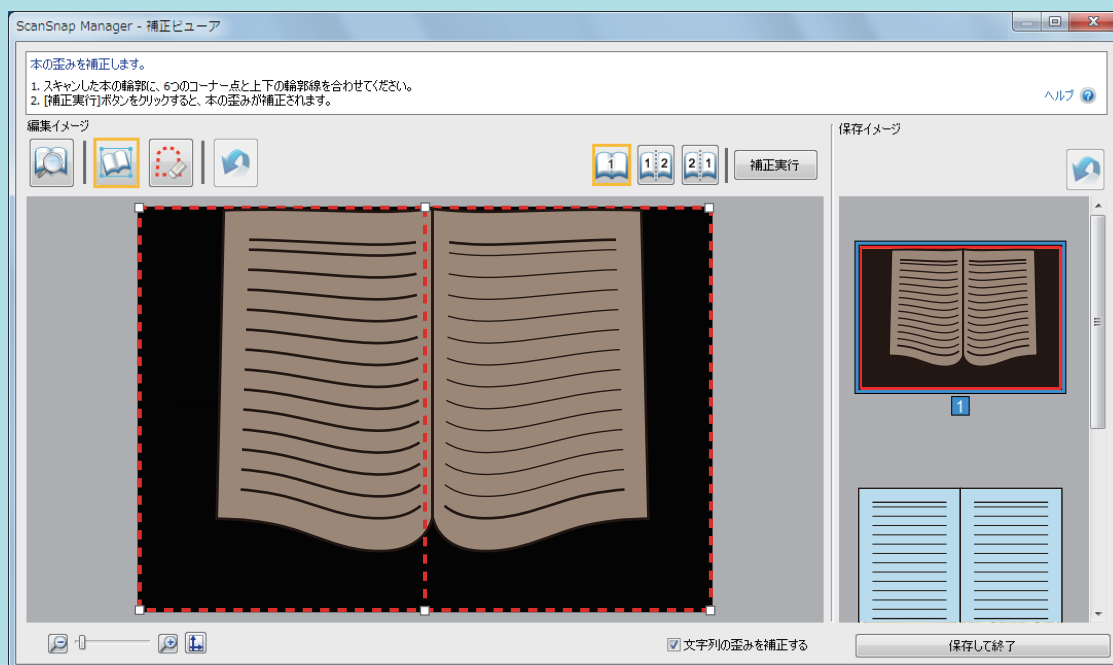 ScanSnap Manager - 補正ビューア
本の歪みを補正します。
1. スキャンした本の輪郭に、6つのコーナー点と上下の輪郭線を合わせてください。
2. [補正実行]ボタンをクリックすると、本の歪みが補正されます。
ヘルプ
編集イメージ
保存イメージ
1
1 2
2 1
補正実行
1
文字列の歪みを補正する
保存して終了